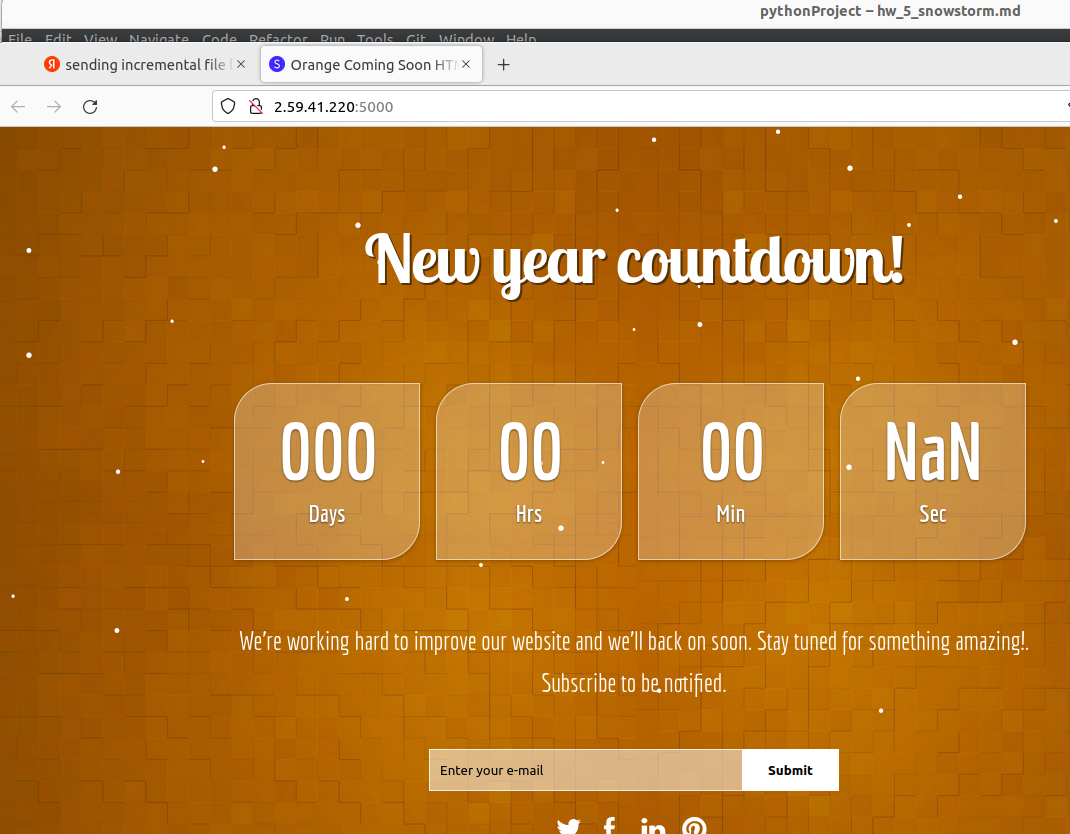 pythonProject – hw_5_snowstorm.md
File Edit View Navigate Code Refactor Run Tools Git Window Help
Я sending incremental file
S Orange Coming Soon HT
2.59.41.220:5000
New year countdown!
000 00 00 NaN
Days Hrs Min Sec
We're working hard to improve our website and we'll back on soon. Stay tuned for something amazing!.
Subscribe to be notified.
Enter your e-mail Submit